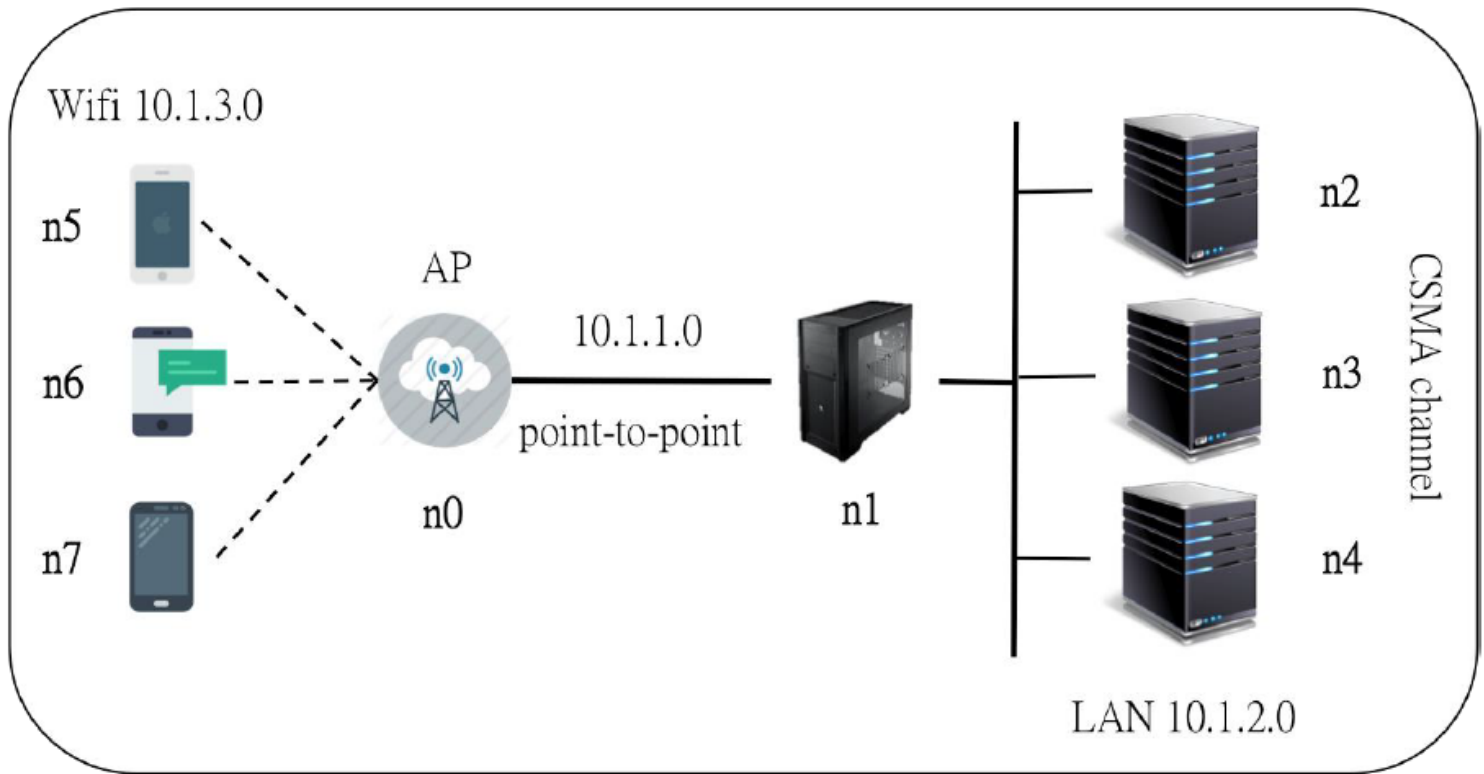 Wifi 10.1.3.0
n5
n6
n7
AP
n0
10.1.1.0
point-to-point
n1
n2
n3
n4
CSMA channel
LAN 10.1.2.0